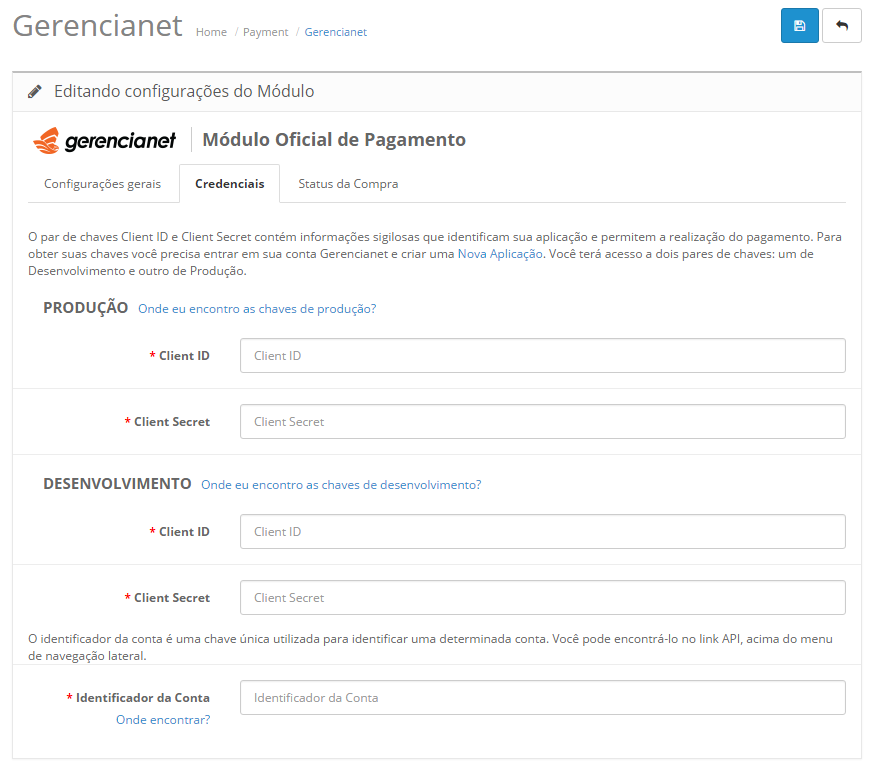 Gerencianet Home / Payment / Gerencianet
Editando configurações do Módulo
gerencianet Módulo Oficial de Pagamento
Configurações gerais Credenciais Status da Compra
O par de chaves Client ID e Client Secret contém informações sigilosas que identificam sua aplicação e permitem a realização do pagamento. Para
obter suas chaves você precisa entrar em sua conta Gerencianet e criar uma Nova Aplicação. Você terá acesso a dois pares de chaves: um de
Desenvolvimento e outro de Produção.
PRODUÇÃO Onde eu encontro as chaves de produção?
* Client ID Client ID
* Client Secret Client Secret
DESENVOLVIMENTO Onde eu encontro as chaves de desenvolvimento?
* Client ID Client ID
* Client Secret Client Secret
O identificador da conta é uma chave única utilizada para identificar uma determinada conta. Você pode encontrá-lo no link API, acima do menu
de navegação lateral.
* Identificador da Conta Identificador da Conta
Onde encontrar?